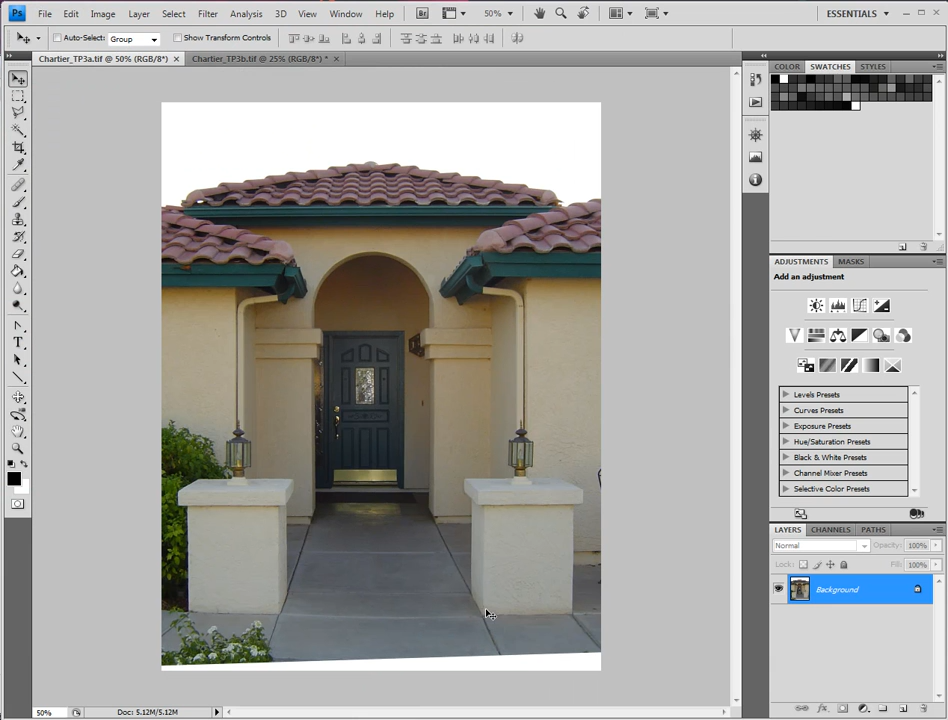 Ps File Edit Image Layer Select Filter Analysis 3D View Window Help Br 50% ESSENTIALS
Auto-Select: Group Show Transform Controls
Chartier_TP3a.tif @ 50% (RGB/8*) × Chartier_TP3b.tif @ 25% (RGB/8*) * ×
COLOR SWATCHES STYLES
ADJUSTMENTS MASKS
Add an adjustment
Levels Presets
Curves Presets
Exposure Presets
Hue/Saturation Presets
Black & White Presets
Channel Mixer Presets
Selective Color Presets
LAYERS CHANNELS PATHS
Normal Opacity: 100%
Lock: Fill: 100%
Background
50% Doc: 5.12M/5.12M